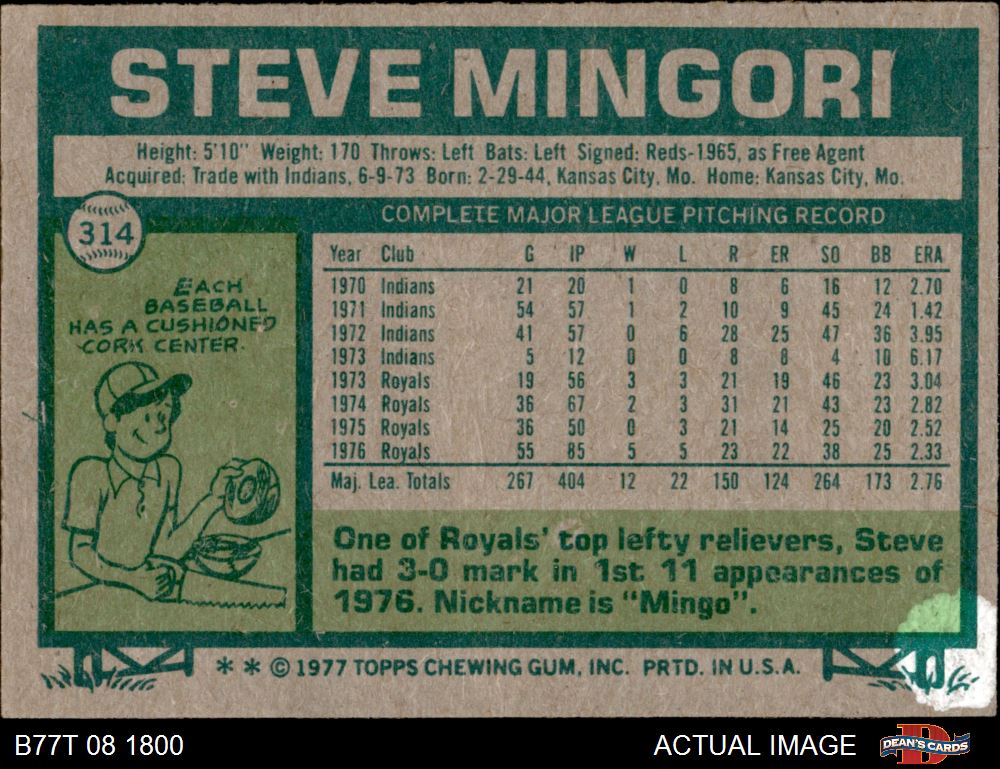 STEVE MINGORI
Height: 5'10" Weight: 170 Throws: Left Bats: Left Signed: Reds-1965, as Free Agent
Acquired: Trade with Indians, 6-9-73 Born: 2-29-44, Kansas City, Mo. Home: Kansas City, Mo.
314
COMPLETE MAJOR LEAGUE PITCHING RECORD
EACH
BASEBALL
HAS A CUSHIONED
CORK CENTER.
Year Club G IP W L R ER SO BB ERA
1970 Indians 21 20 1 0 8 6 16 12 2.70
1971 Indians 54 57 1 2 10 9 45 24 1.42
1972 Indians 41 57 0 6 28 25 47 36 3.95
1973 Indians 5 12 0 0 8 8 4 10 6.17
1973 Royals 19 56 3 3 21 19 46 23 3.04
1974 Royals 36 67 2 3 31 21 43 23 2.82
1975 Royals 36 50 0 3 21 14 25 20 2.52
1976 Royals 55 85 5 5 23 22 38 25 2.33
Maj. Lea. Totals 267 404 12 22 150 124 264 173 2.76
One of Royals' top lefty relievers, Steve
had 3-0 mark in 1st 11 appearances of
1976. Nickname is "Mingo".
* * © 1977 TOPPS CHEWING GUM, INC. PRTD. IN U.S.A.
B77T 08 1800
ACTUAL IMAGE
DEAN'S CARDS